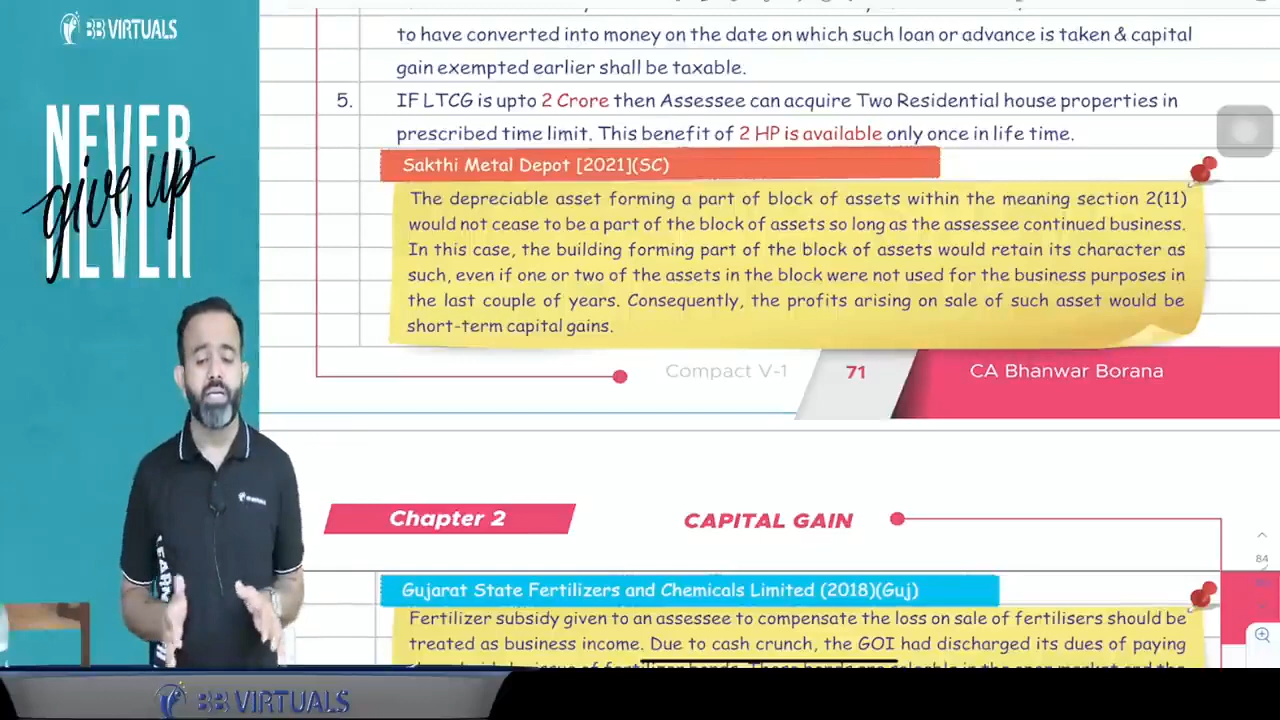 BB VIRTUALS
NEVER
give up
NEVER
to have converted into money on the date on which such loan or advance is taken & capital
gain exempted earlier shall be taxable.
5. IF LTCG is upto 2 Crore then Assessee can acquire Two Residential house properties in
prescribed time limit. This benefit of 2 HP is available only once in life time.
Sakthi Metal Depot [2021](SC)
The depreciable asset forming a part of block of assets within the meaning section 2(11)
would not cease to be a part of the block of assets so long as the assessee continued business.
In this case, the building forming part of the block of assets would retain its character as
such, even if one or two of the assets in the block were not used for the business purposes in
the last couple of years. Consequently, the profits arising on sale of such asset would be
short-term capital gains.
Compact V-1 71 CA Bhanwar Borana
Chapter 2 CAPITAL GAIN
84
Gujarat State Fertilizers and Chemicals Limited (2018)(Guj)
Fertilizer subsidy given to an assessee to compensate the loss on sale of fertilisers should be
treated as business income. Due to cash crunch, the GOI had discharged its dues of paying
BB VIRTUALS